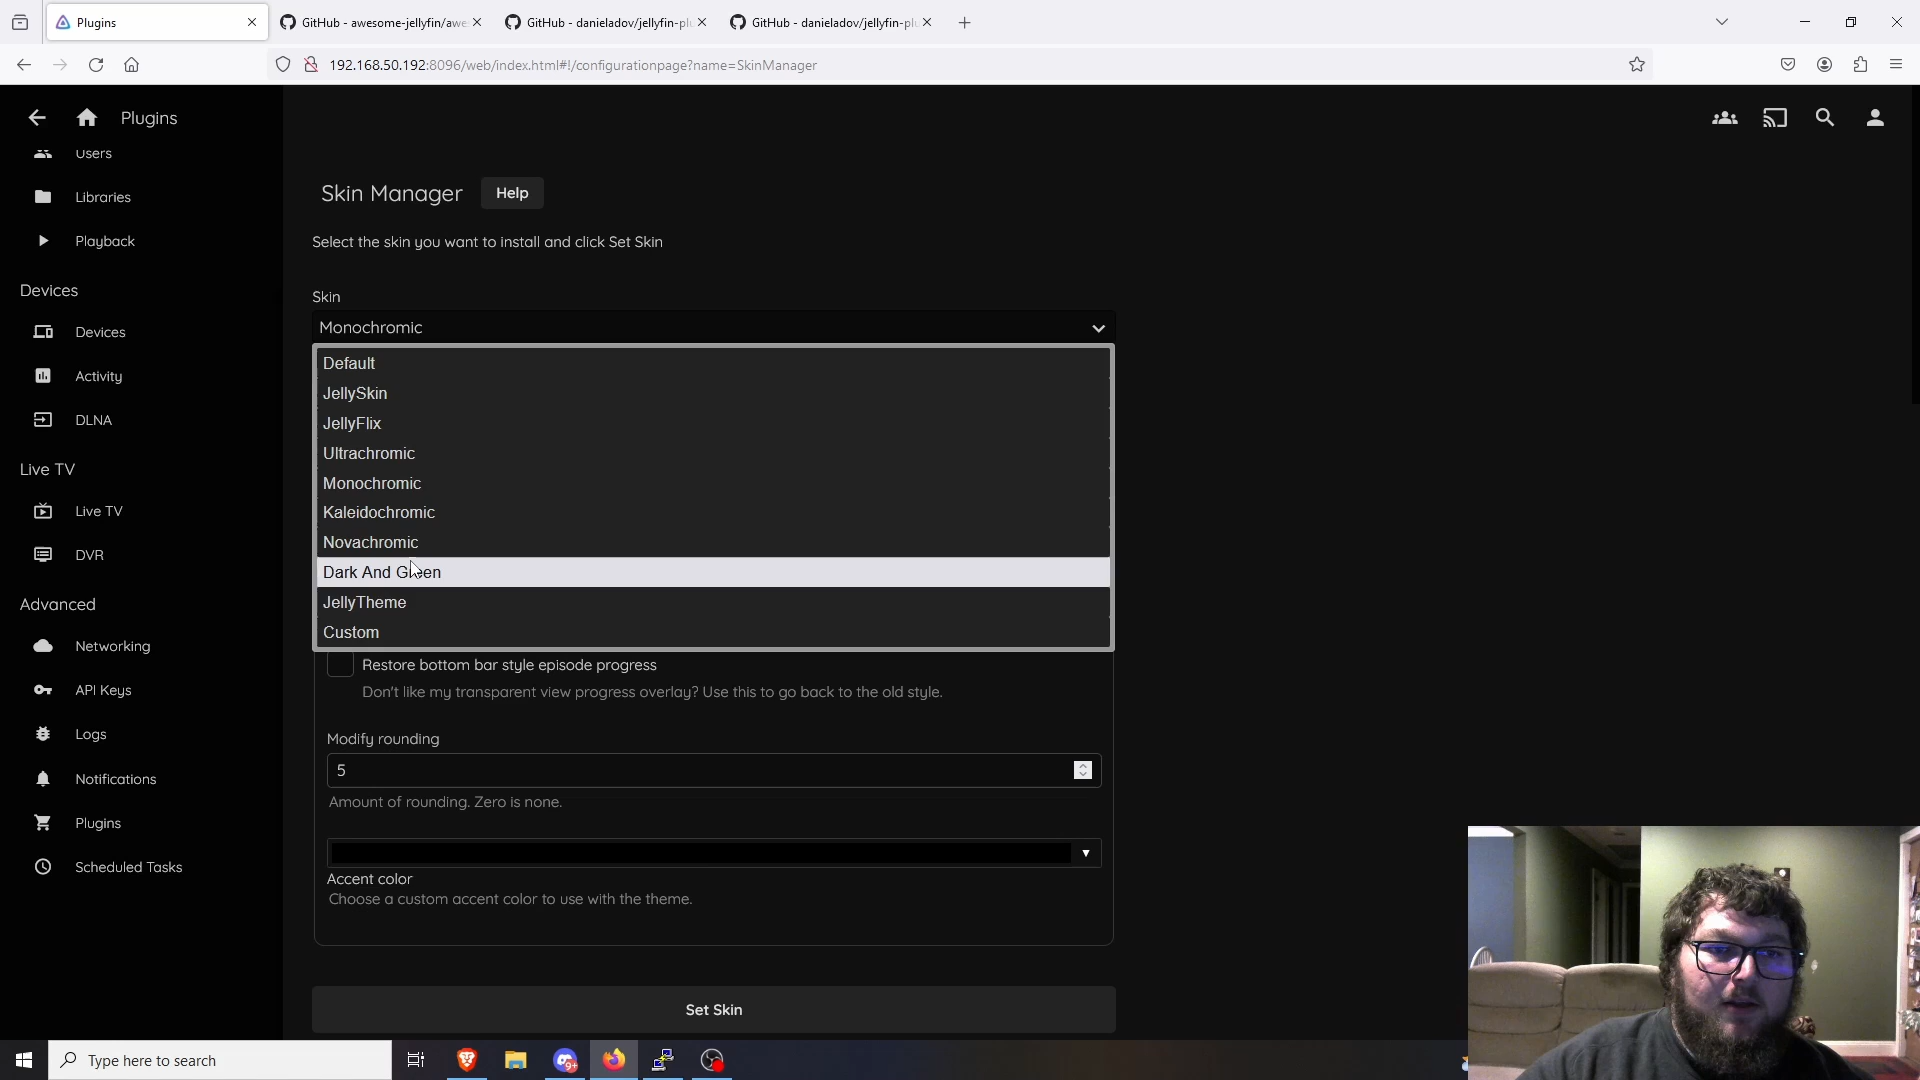 Plugins
GitHub - awesome-jellyfin/awe
GitHub - danieladov/jellyfin-plu
GitHub - danieladov/jellyfin-plu
192.168.50.192:8096/web/index.html#!/configurationpage?name=SkinManager
Plugins
Users
Libraries
Playback
Devices
Devices
Activity
DLNA
Live TV
Live TV
DVR
Advanced
Networking
API Keys
Logs
Notifications
Plugins
Scheduled Tasks
Skin Manager
Help
Select the skin you want to install and click Set Skin
Skin
Monochromic
Default
JellySkin
JellyFlix
Ultrachromic
Monochromic
Kaleidochromic
Novachromic
Dark And Green
JellyTheme
Custom
Restore bottom bar style episode progress
Don't like my transparent view progress overlay? Use this to go back to the old style.
Modify rounding
5
Amount of rounding. Zero is none.
Accent color
Choose a custom accent color to use with the theme.
Set Skin
Type here to search
9+